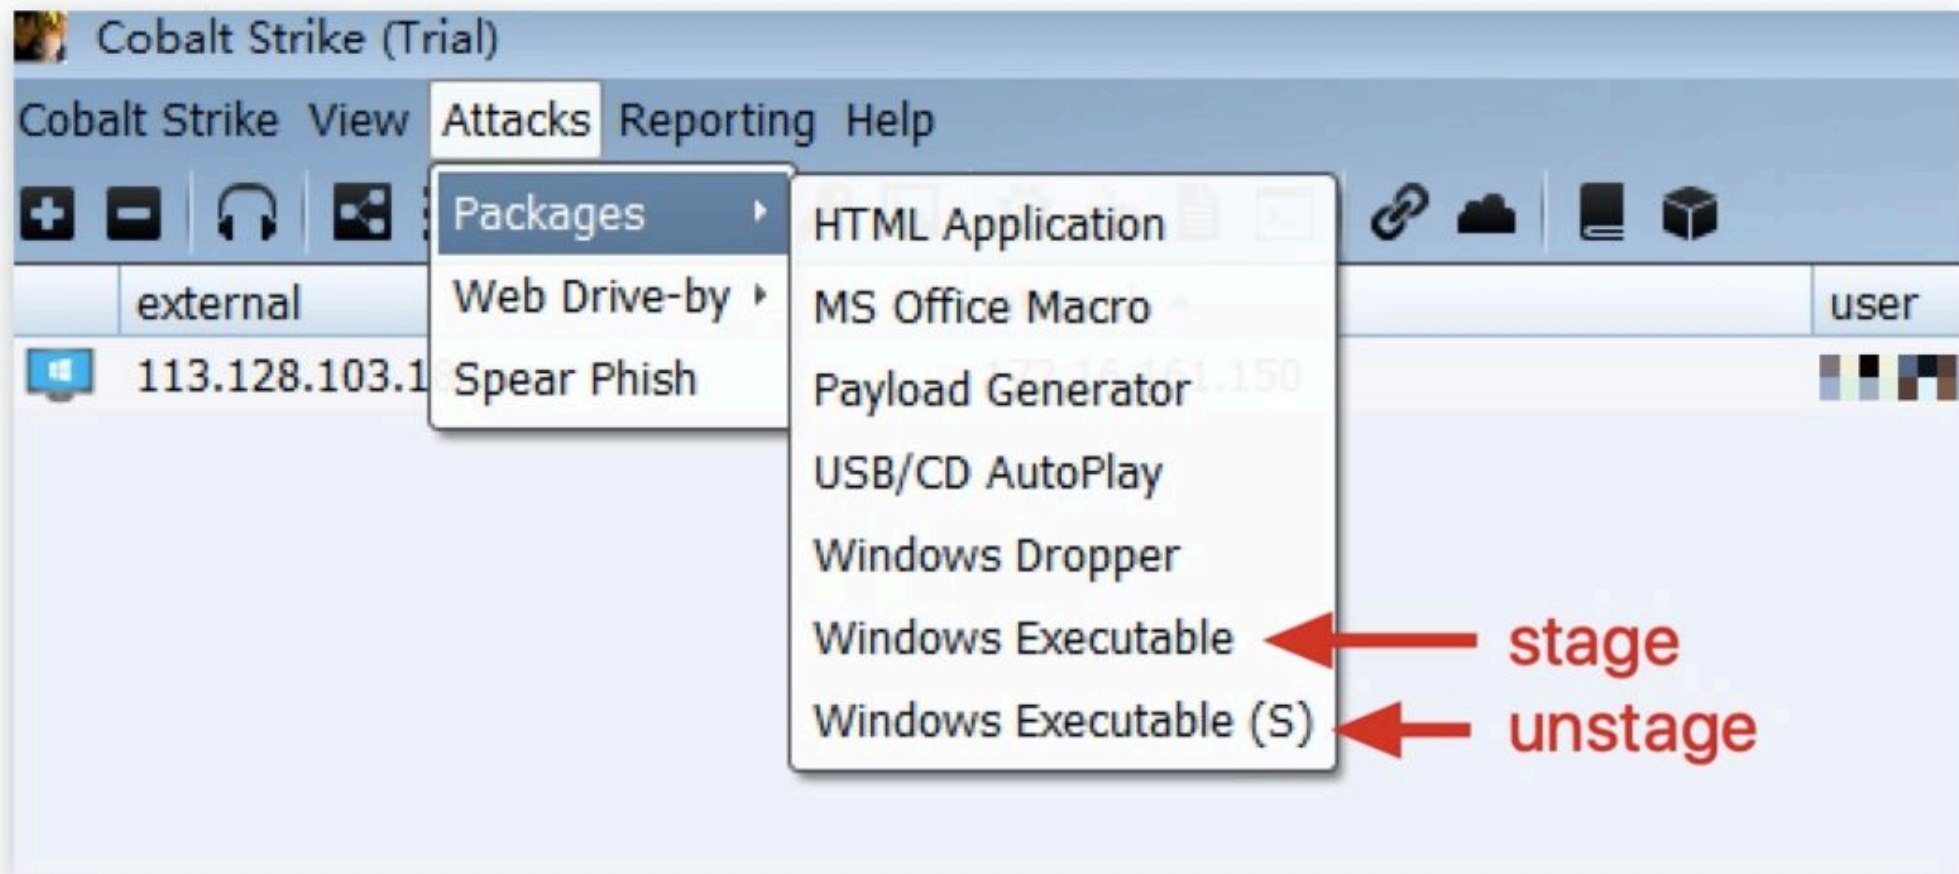 Cobalt Strike (Trial)
Cobalt Strike View Attacks Reporting Help
Packages
HTML Application
external
Web Drive-by
MS Office Macro
user
113.128.103.1
Spear Phish
Payload Generator
.150
USB/CD AutoPlay
Windows Dropper
Windows Executable
stage
Windows Executable (S)
unstage